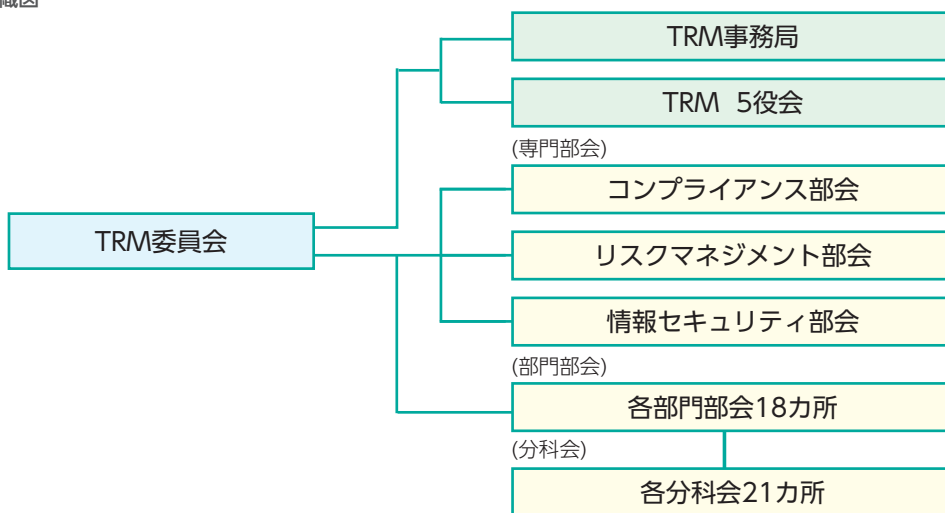 TRM事務局
TRM 5役会
(専門部会)
コンプライアンス部会
TRM委員会
リスクマネジメント部会
情報セキュリティ部会
(部門部会)
各部門部会18カ所
(分科会)
各分科会21カ所